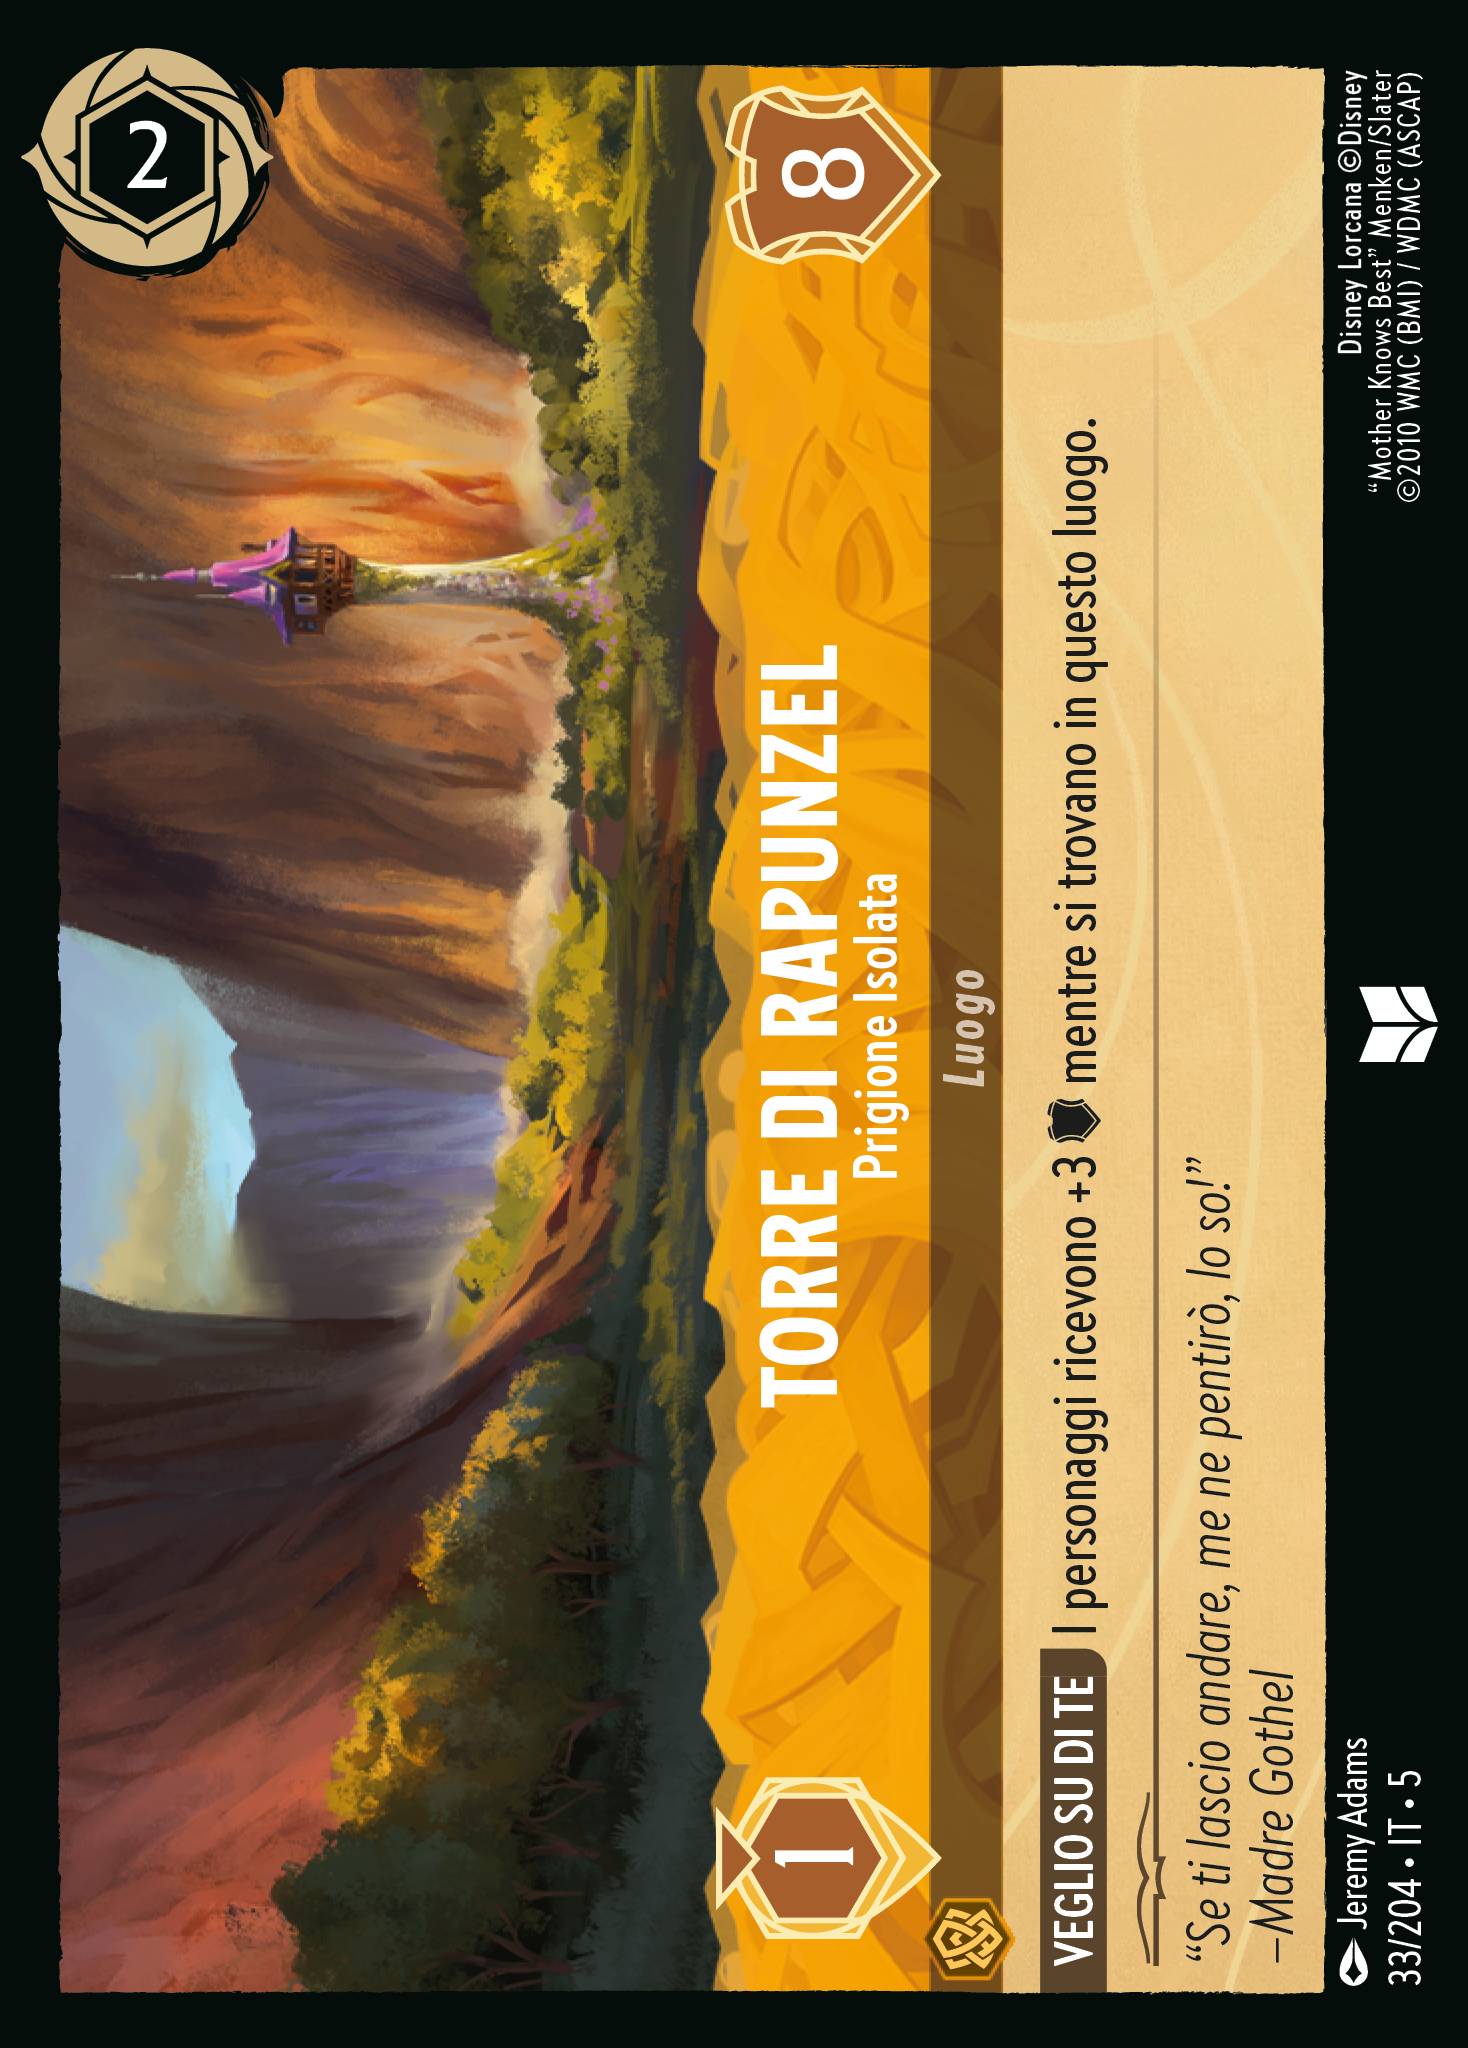 2
TORRE DI RAPUNZEL
Prigione Isolata
1
8
Luogo
VEGLIO SU DI TE I personaggi ricevono +3 mentre si trovano in questo luogo.
“Se ti lascio andare, me ne pentirò, lo so!”
–Madre Gothel
Jeremy Adams
33/204 • IT • 5
Disney Lorcana ©Disney
“Mother Knows Best” Menken/Slater
©2010 WMC (BMI) / WDMC (ASCAP)